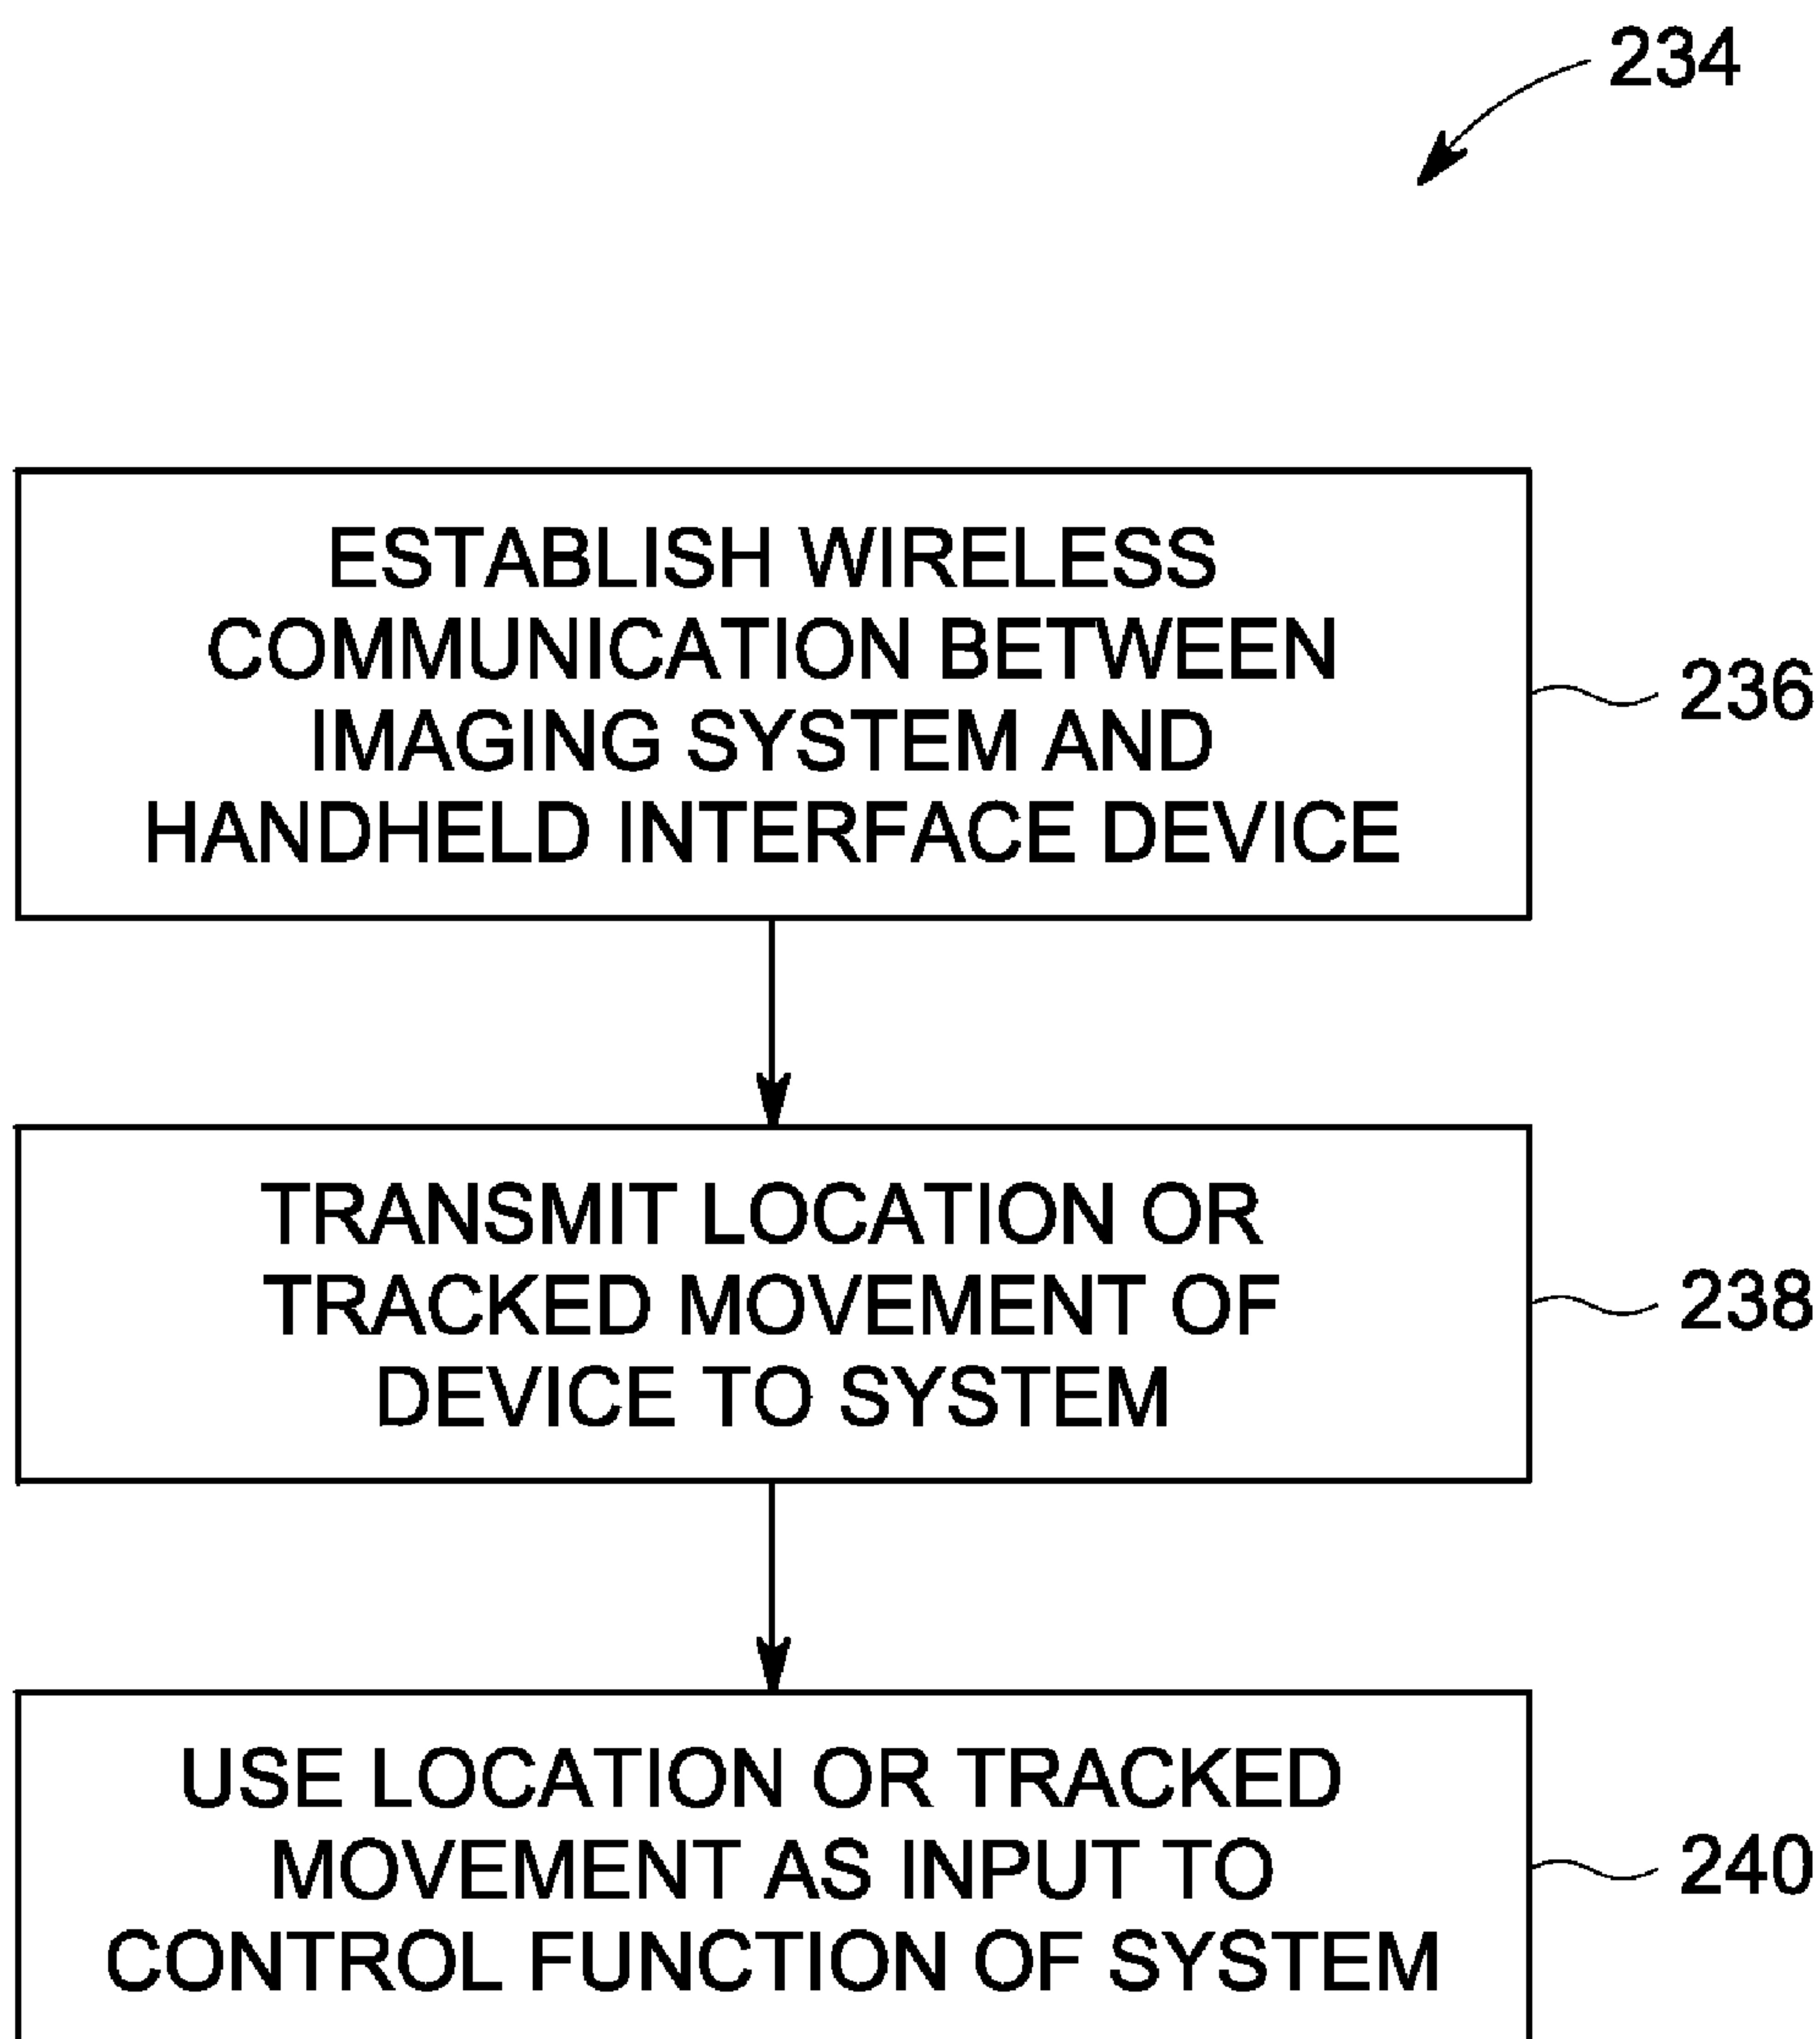 234
ESTABLISH WIRELESS
COMMUNICATION BETWEEN
IMAGING SYSTEM AND
HANDHELD INTERFACE DEVICE
236
TRANSMIT LOCATION OR
TRACKED MOVEMENT OF
DEVICE TO SYSTEM
238
USE LOCATION OR TRACKED
MOVEMENT AS INPUT TO
CONTROL FUNCTION OF SYSTEM
240